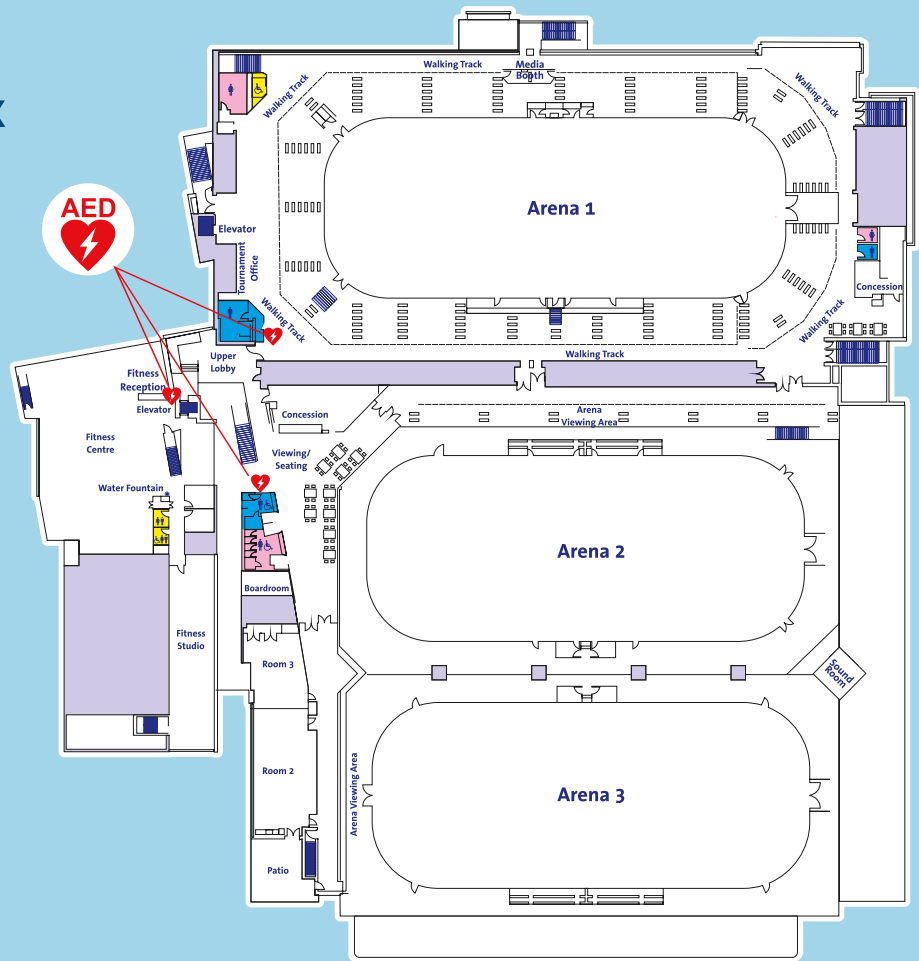 Walking Track
Media
Booth
Walking Track
Walking Track
AED
Arena 1
Elevator
Tournament
Office
Concession
Walking Track
Walking Track
Walking Track
Upper
Lobby
Fitness
Reception
Elevator
Concession
Arena
Viewing Area
Fitness
Centre
Viewing/
Seating
Water Fountain
Arena 2
Boardroom
Fitness
Studio
Room 3
Sound
Room
Room 2
Arena Viewing Area
Arena 3
Patio